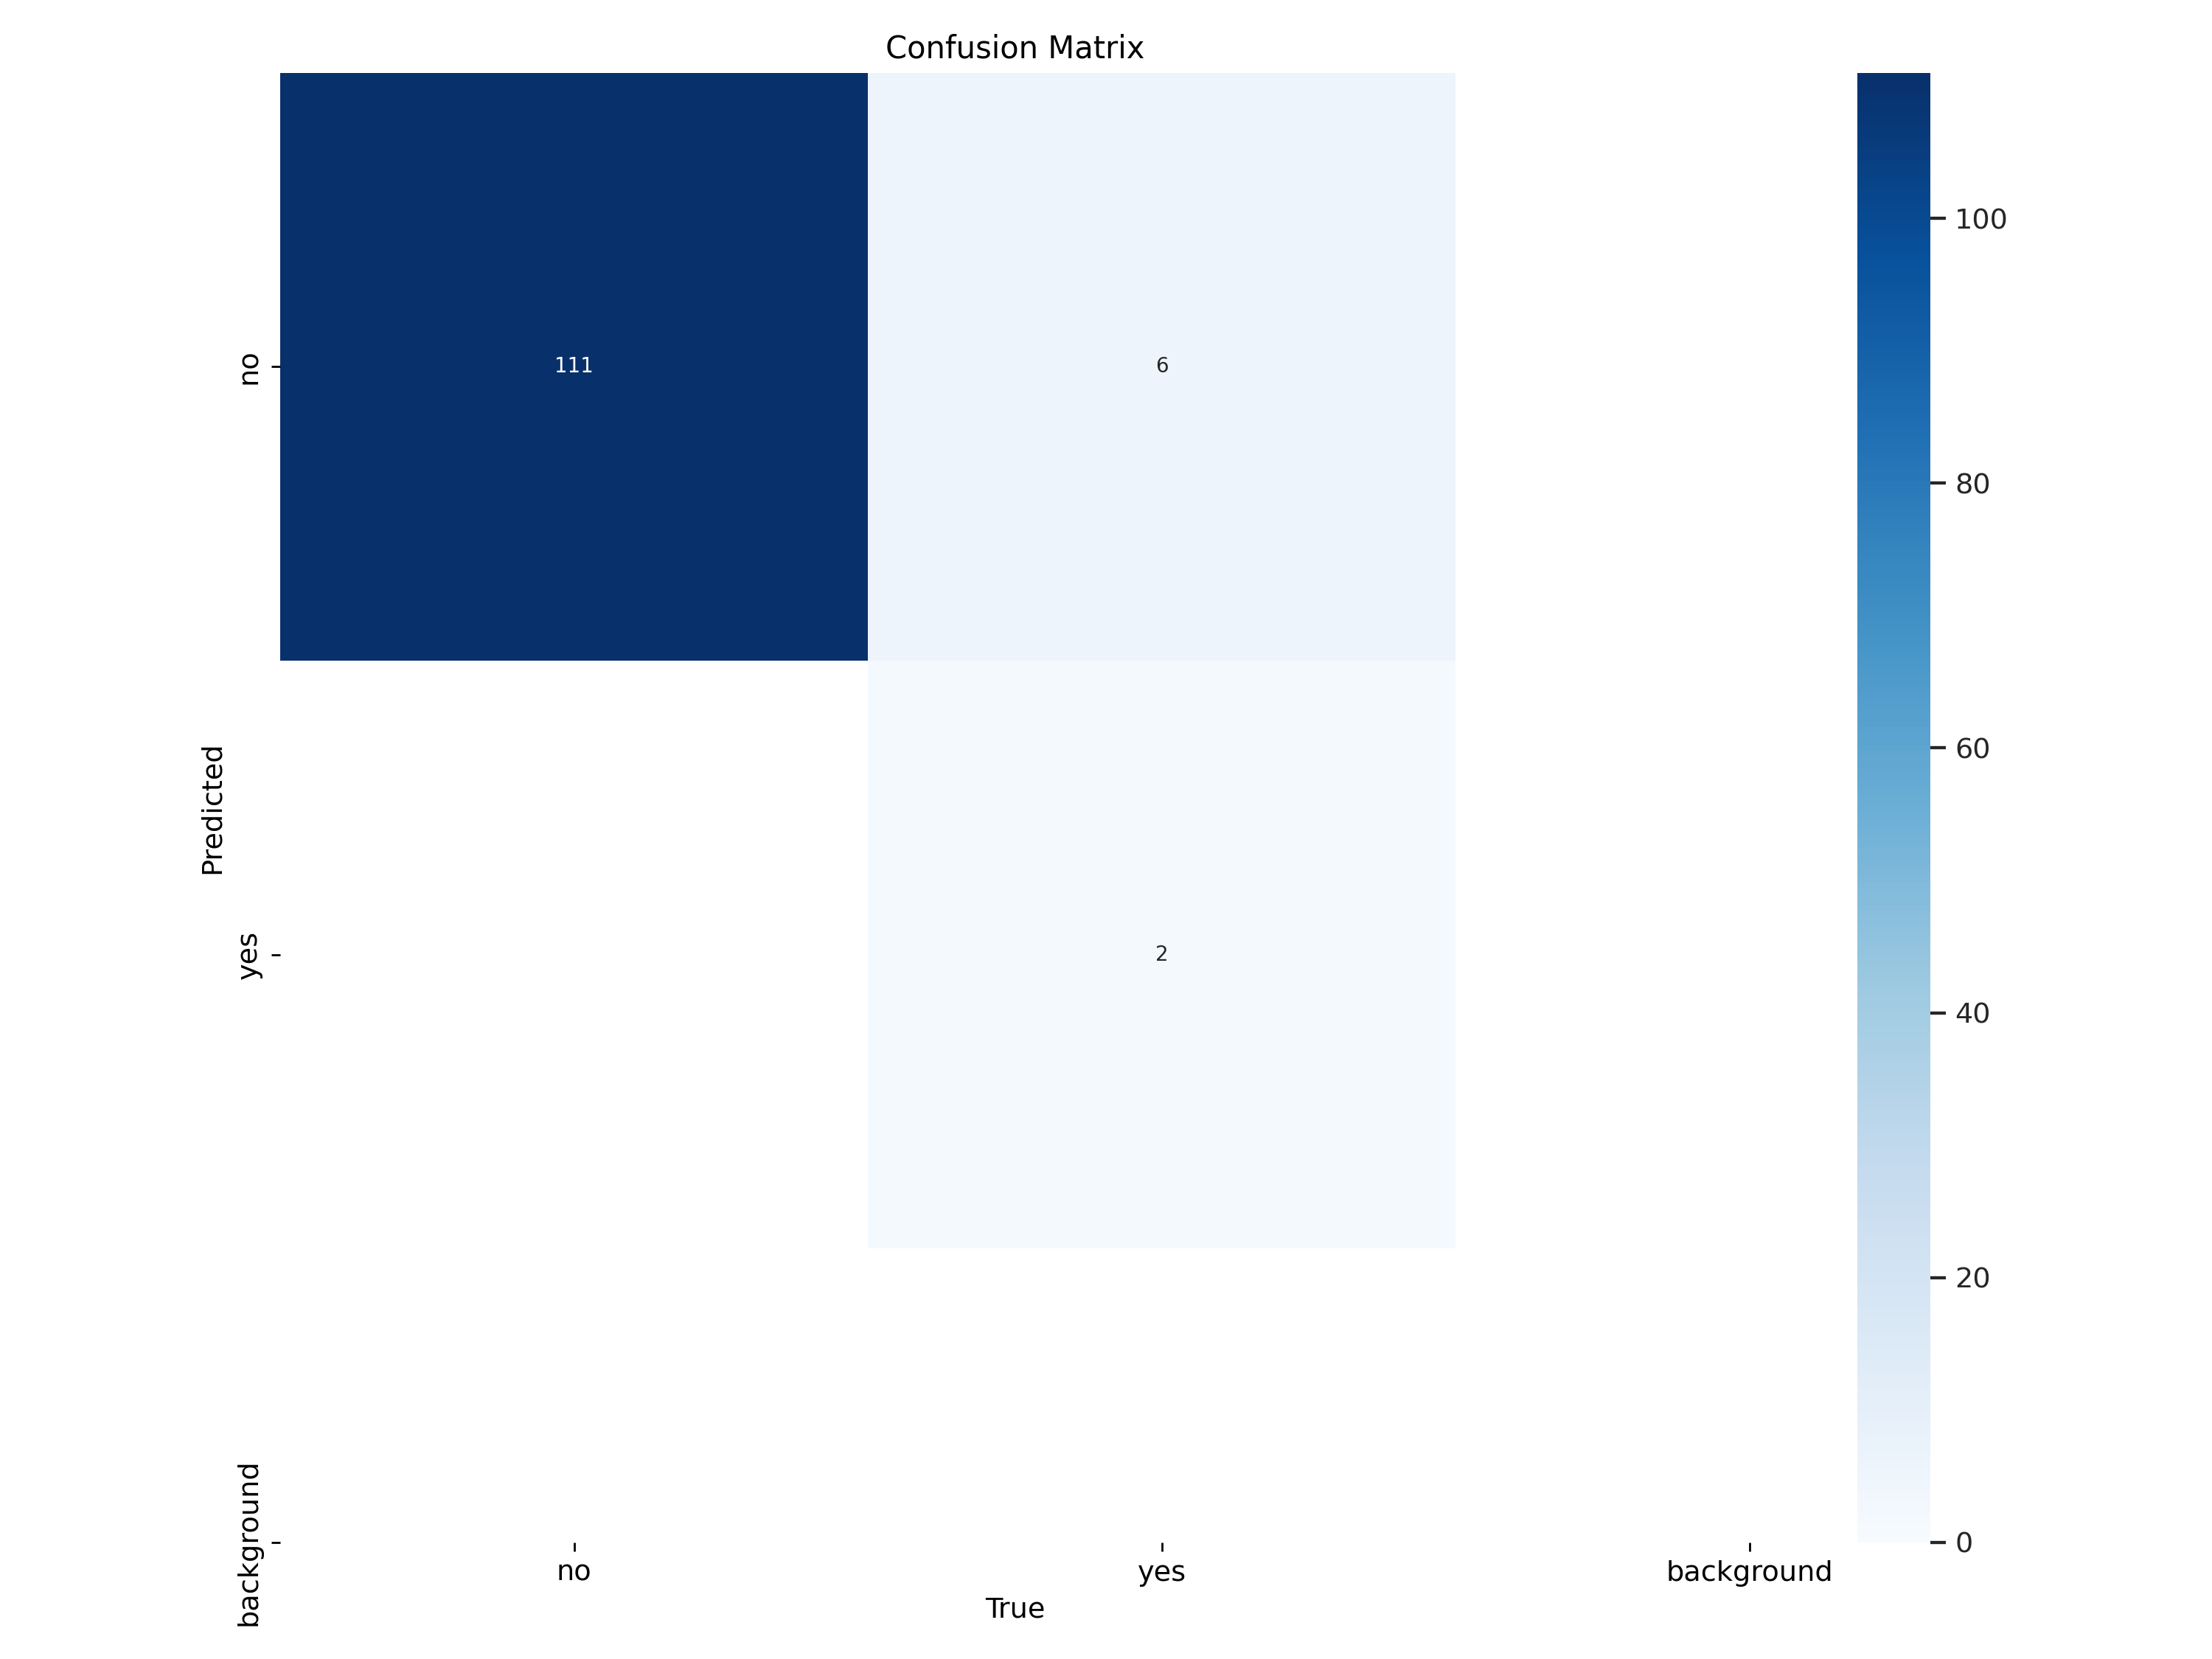 Confusion Matrix
Predicted
no
yes
background
111
6
2
no
yes
background
True
100
80
60
40
20
0